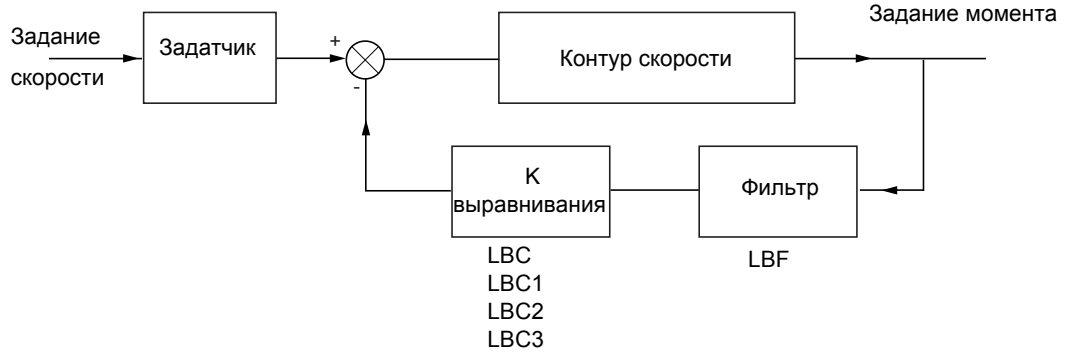 Задание
скорости
Задатчик
+
-
Контур скорости
Задание момента
К
выравнивания
Фильтр
LBC
LBC1
LBC2
LBC3
LBF